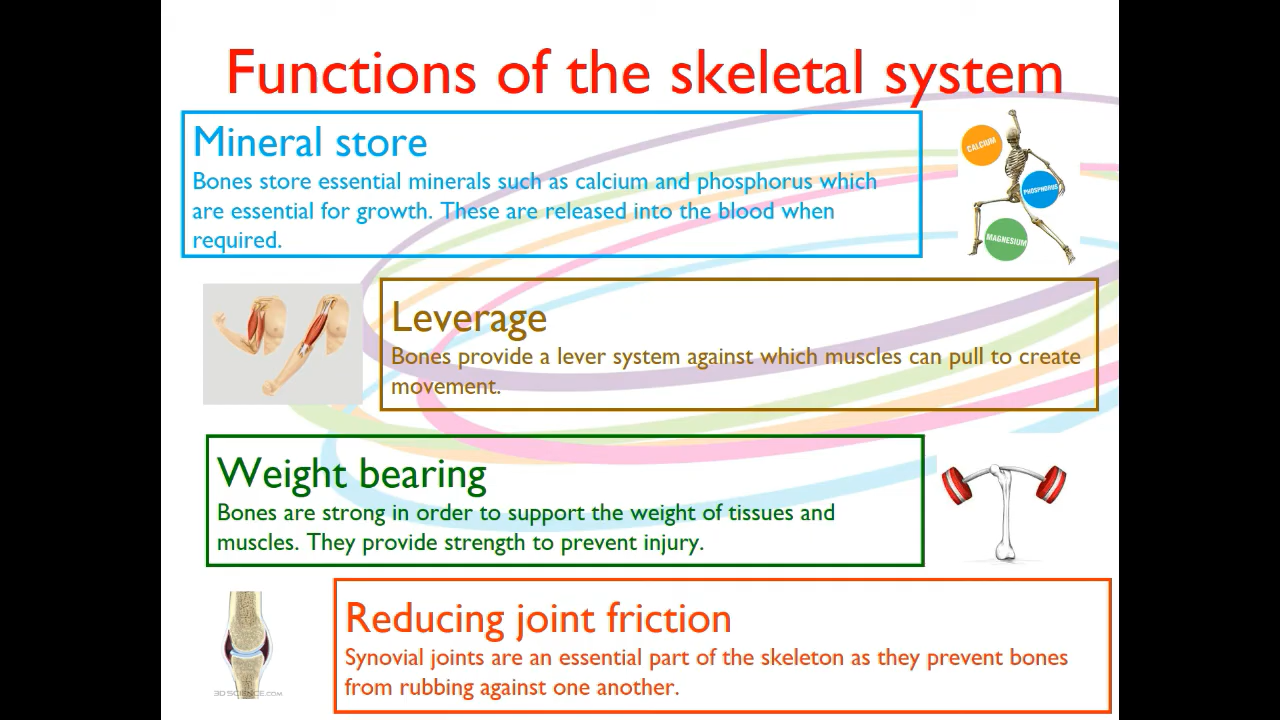 Functions of the skeletal system
Mineral store
Bones store essential minerals such as calcium and phosphorus which
are essential for growth. These are released into the blood when
required.
CALCIUM
PHOSPHORUS
MAGNESIUM
Leverage
Bones provide a lever system against which muscles can pull to create
movement.
Weight bearing
Bones are strong in order to support the weight of tissues and
muscles. They provide strength to prevent injury.
Reducing joint friction
Synovial joints are an essential part of the skeleton as they prevent bones
from rubbing against one another.
3DSCIENCE.COM